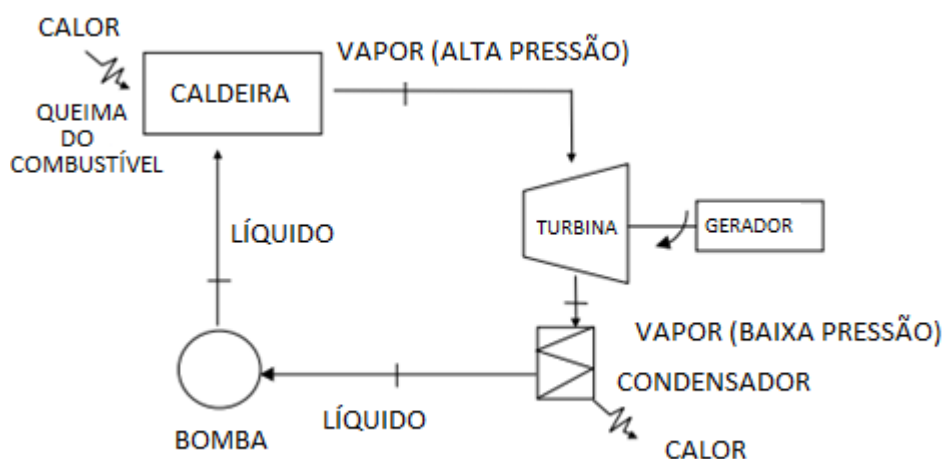 CALOR
VAPOR (ALTA PRESSÃO)
CALDEIRA
QUEIMA
DO
COMBUSTÍVEL
TURBINA
GERADOR
LÍQUIDO
VAPOR (BAIXA PRESSÃO)
CONDENSADOR
LÍQUIDO
BOMBA
CALOR